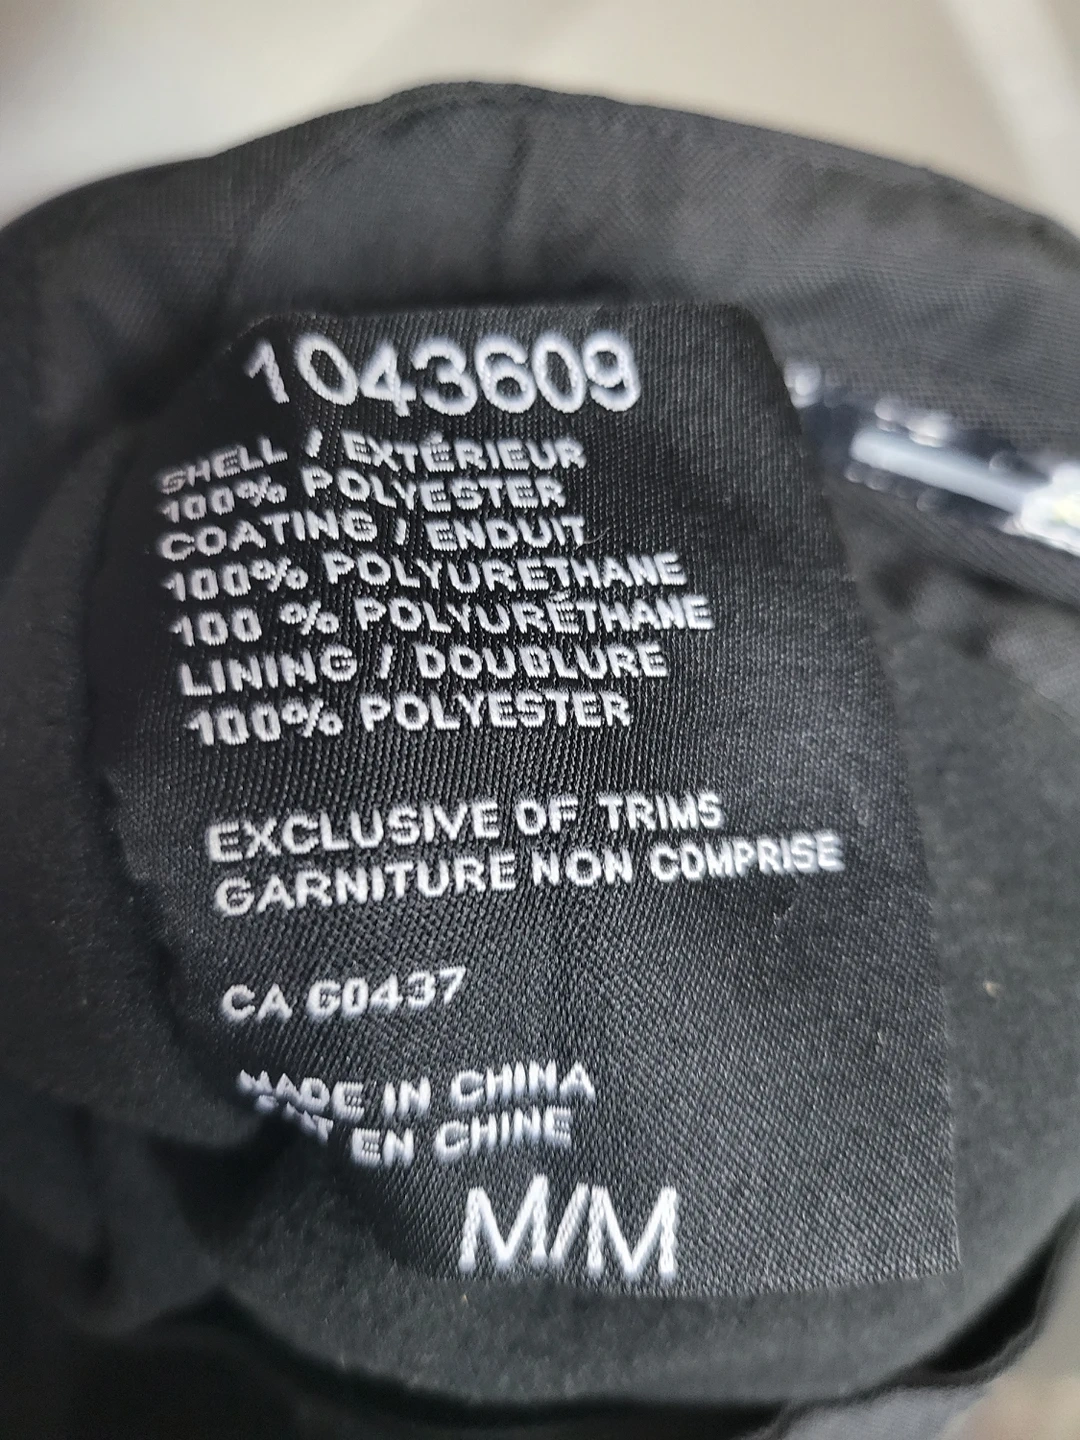 1043609
SHELL / EXTÉRIEUR
100% POLYESTER
COATING / ENDUIT
100% POLYURETHANE
100 % POLYURÉTHANE
LINING / DOUBLURE
100% POLYESTER
EXCLUSIVE OF TRIMS
GARNITURE NON COMPRISE
CA 60437
MADE IN CHINA
EN CHINE
M/M